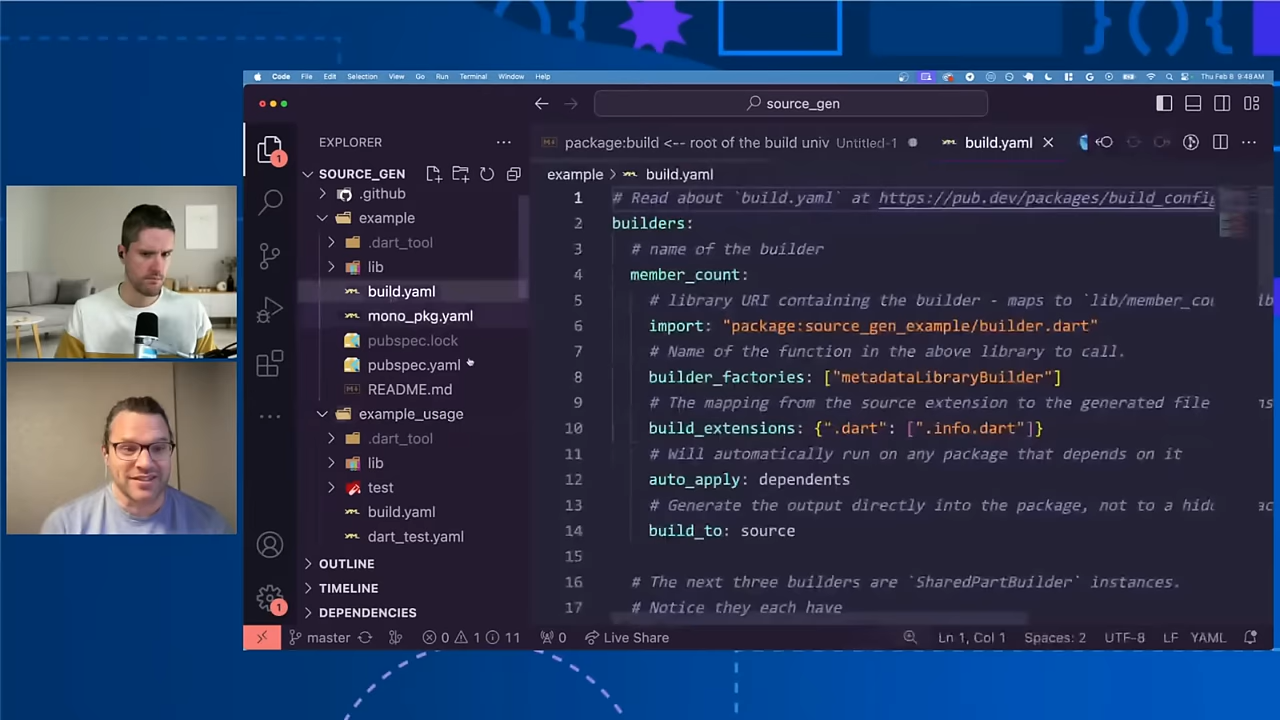 Code File Edit Selection View Go Run Terminal Window Help
Thu Feb 8 9:48 AM
source_gen
EXPLORER
package:build <-- root of the build univ Untitled-1
build.yaml
SOURCE_GEN
example > build.yaml
.github
example
.dart_tool
lib
build.yaml
mono_pkg.yaml
pubspec.lock
pubspec.yaml
README.md
example_usage
.dart_tool
lib
test
build.yaml
dart_test.yaml
OUTLINE
TIMELINE
DEPENDENCIES
1 # Read about `build.yaml` at https://pub.dev/packages/build_config
2 builders:
3 # name of the builder
4 member_count:
5 # library URI containing the builder - maps to `lib/member_cou
6 import: "package:source_gen_example/builder.dart"
7 # Name of the function in the above library to call.
8 builder_factories: ["metadataLibraryBuilder"]
9 # The mapping from the source extension to the generated file
10 build_extensions: {".dart": [".info.dart"]}
11 # Will automatically run on any package that depends on it
12 auto_apply: dependents
13 # Generate the output directly into the package, not to a hid
14 build_to: source
15
16 # The next three builders are `SharedPartBuilder` instances.
17 # Notice they each have
1
1
master 0 1 11 0 Live Share Ln 1, Col 1 Spaces: 2 UTF-8 LF YAML